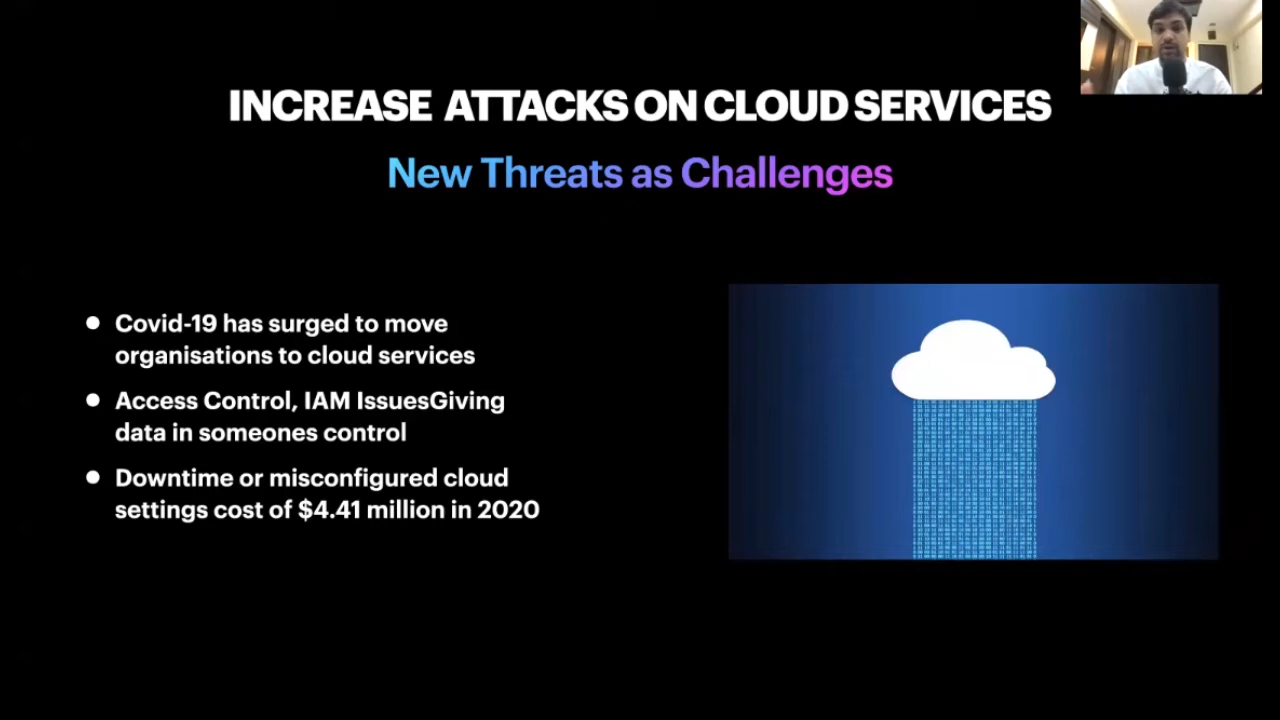 INCREASE ATTACKS ON CLOUD SERVICES
New Threats as Challenges
Covid-19 has surged to move
organisations to cloud services
Access Control, IAM IssuesGiving
data in someones control
Downtime or misconfigured cloud
settings cost of $4.41 million in 2020